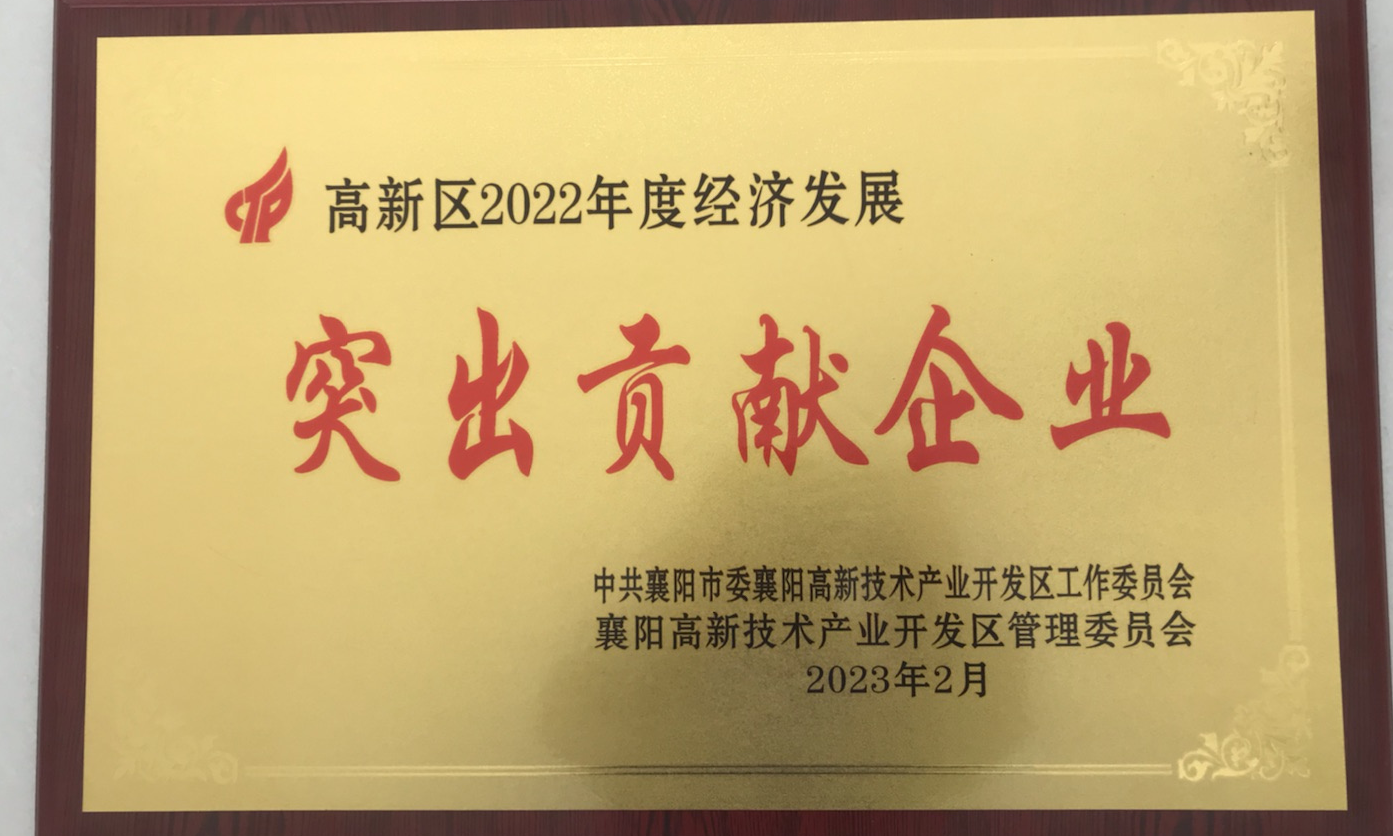 高新区2022年度经济发展
突出贡献企业
中共襄阳市委襄阳高新技术产业开发区工作委员会
襄阳高新技术产业开发区管理委员会
2023年2月